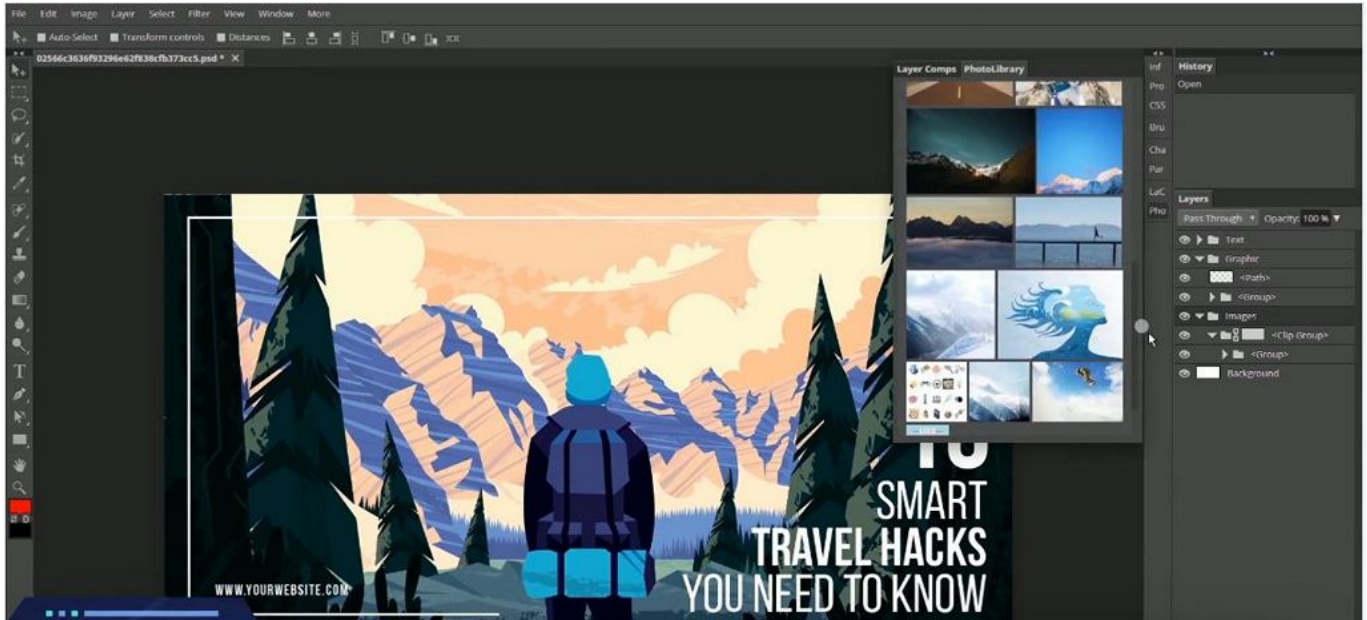 File Edit Image Layer Select Filter View Window More
Auto-Select Transform controls Distances
02566c3636f93296e62f838cfb373cc5.psd *
Layer Comps PhotoLibrary
Inf
Pro
CSS
Bru
Cha
Par
LaC
Pho
History
Open
Layers
Pass Through Opacity: 100 %
Text
Graphic
<Path>
<Group>
Images
<Clip Group>
<Group>
Background
T
D
10
SMART
TRAVEL HACKS
YOU NEED TO KNOW
WWW.YOURWEBSITE.COM